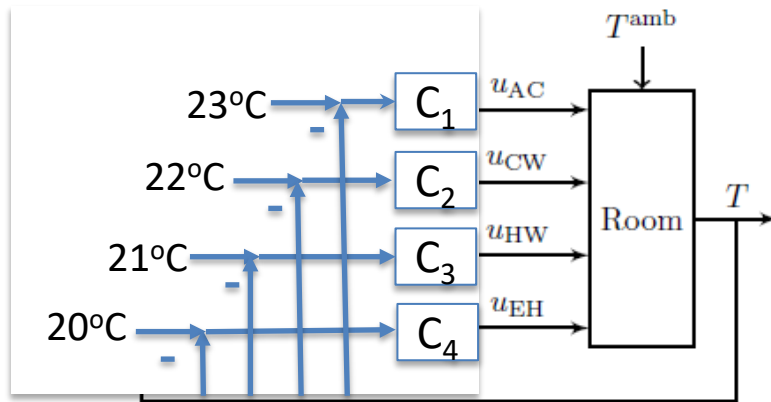 T^amb
23°C
-
C₁
u_AC
22°C
-
C₂
u_CW
T
Room
21°C
-
C₃
u_HW
20°C
-
C₄
u_EH